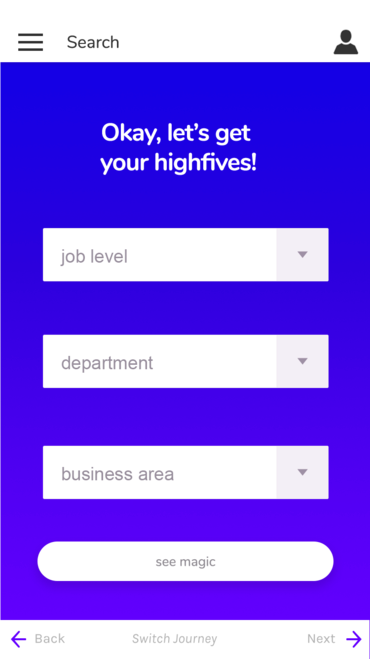 Search
Okay, let’s get
your highfives!
job level
department
business area
see magic
Back
Switch Journey
Next